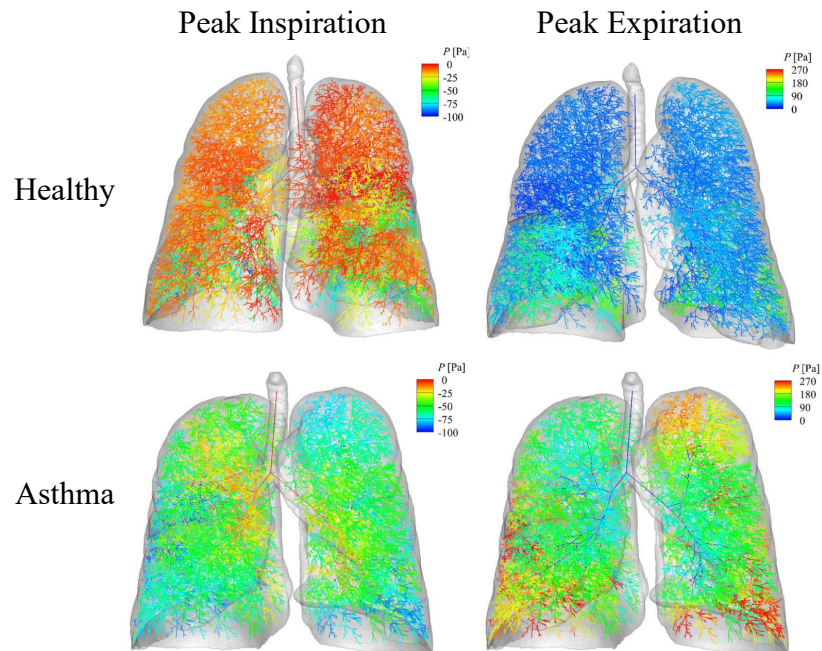 Peak Inspiration
Peak Expiration
P [Pa]
0
-25
-50
-75
-100
P [Pa]
270
180
90
0
Healthy
P [Pa]
0
-25
-50
-75
-100
P [Pa]
270
180
90
0
Asthma